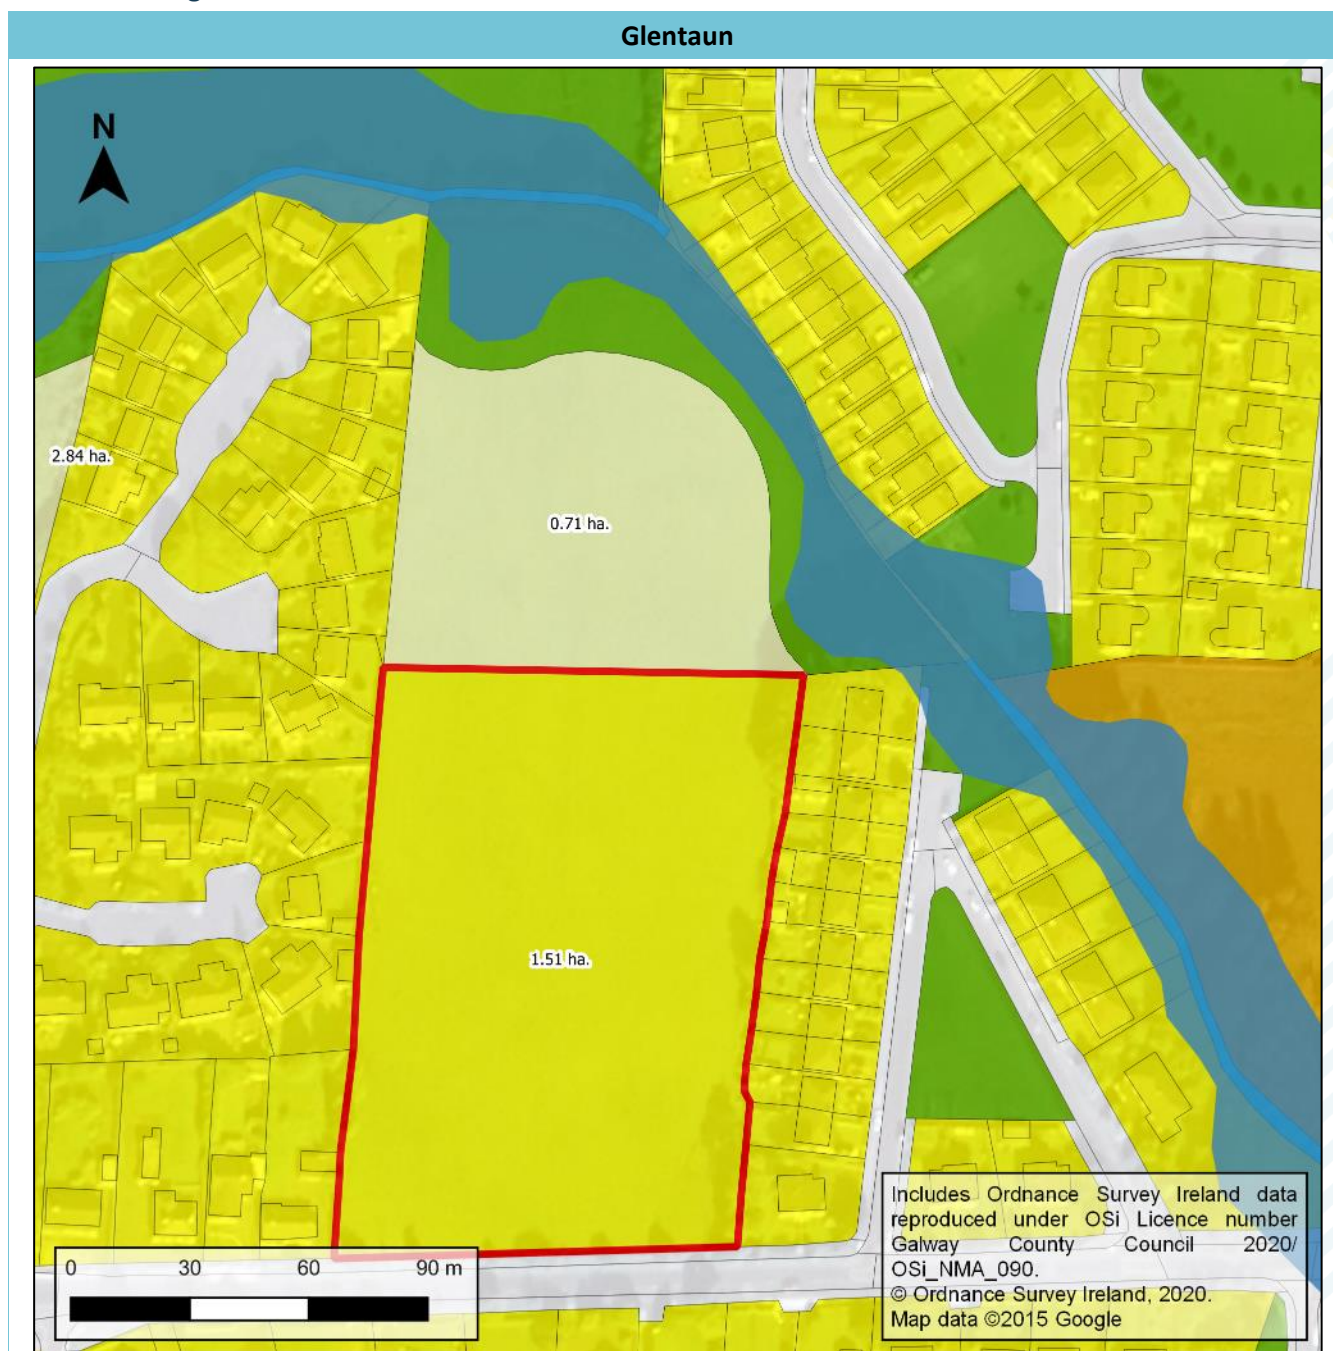 Glentaun
N
2.84 ha.
0.71 ha.
1.51 ha.
0 30 60 90 m
Includes Ordnance Survey Ireland data
reproduced under OSi Licence number
Galway County Council 2020/
OSi_NMA_090.
© Ordnance Survey Ireland, 2020.
Map data ©2015 Google